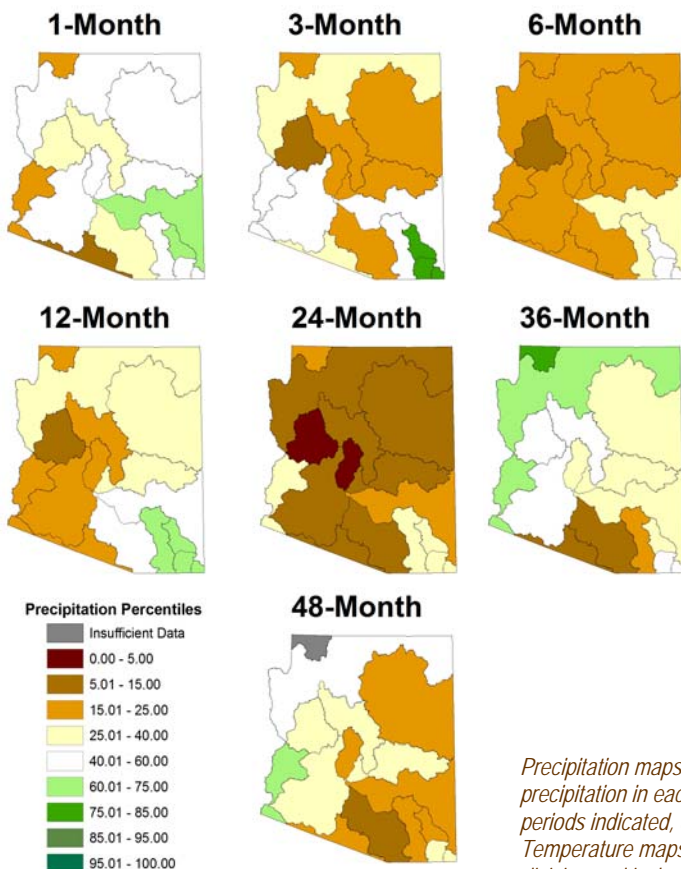 1-Month
3-Month
6-Month
12-Month
24-Month
36-Month
Precipitation Percentiles
Insufficient Data
0.00 - 5.00
5.01 - 15.00
15.01 - 25.00
25.01 - 40.00
40.01 - 60.00
60.01 - 75.00
75.01 - 85.00
85.01 - 95.00
95.01 - 100.00
48-Month
Precipitation maps
precipitation in eac
periods indicated,
Temperature maps